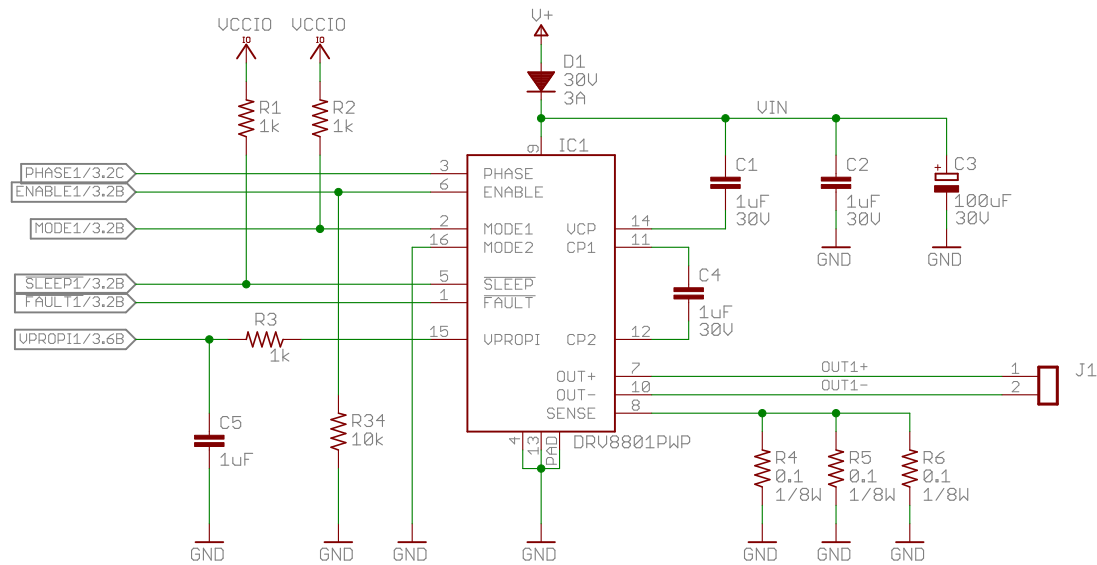 VCCIO
VCCIO
V+
IO
IO
D1
30V
3A
VIN
R1
1k
R2
1k
IC1
9
PHASE1/3.2C
3
PHASE
ENABLE1/3.2B
6
ENABLE
C1
1uF
30V
C2
1uF
30V
+
C3
100uF
30V
MODE1/3.2B
2
MODE1
VCP
14
16
MODE2
CP1
11
GND
GND
SLEEP1/3.2B
5
SLEEP
FAULT1/3.2B
1
FAULT
C4
1uF
30V
VPROPI1/3.6B
R3
1k
15
VPROPI
CP2
12
OUT+
7
OUT1+
1
J1
OUT-
10
OUT1-
2
SENSE
8
C5
1uF
R34
10k
4
13
PAD
DRV8801PWP
R4
0.1
1/8W
R5
0.1
1/8W
R6
0.1
1/8W
GND
GND
GND
GND
GND
GND
GND